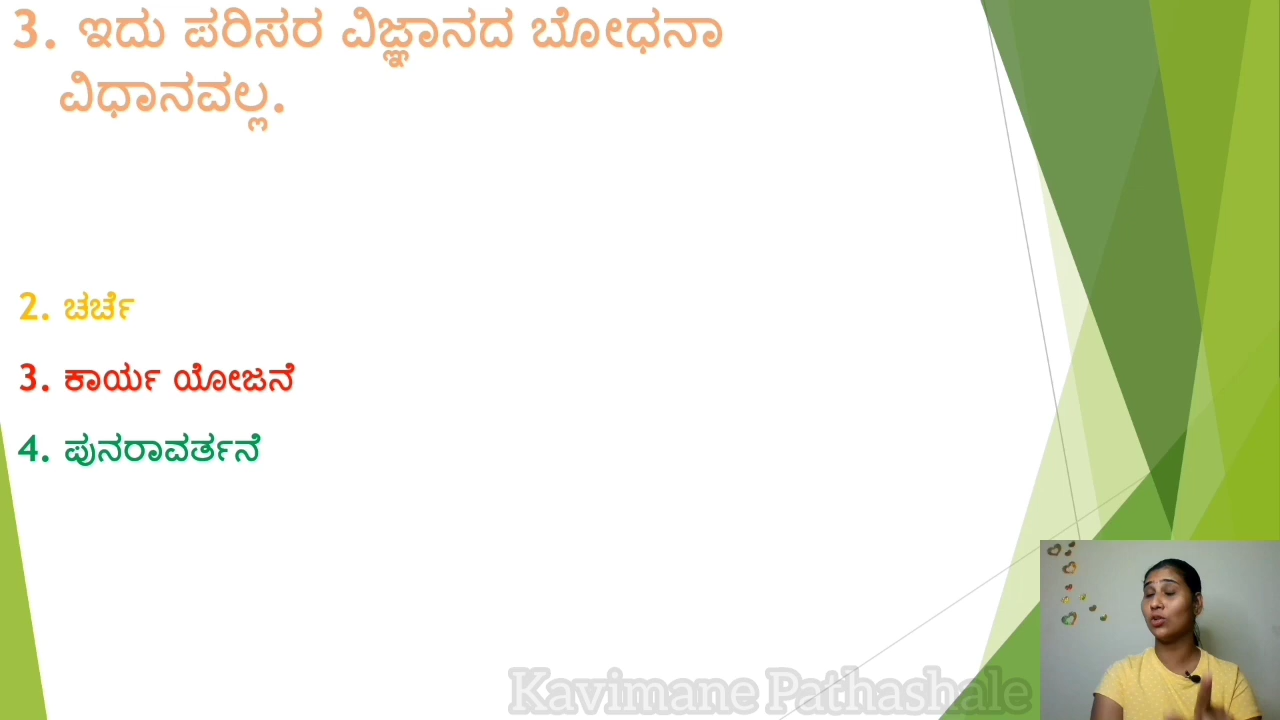 3. ಇದು ಪರಿಸರ ವಿಜ್ಞಾನದ ಬೋಧನಾ
ವಿಧಾನವಲ್ಲ.
2. ಚರ್ಚೆ
3. ಕಾರ್ಯ ಯೋಜನೆ
4. ಪುನರಾವರ್ತನೆ
Kavimane Pathashale